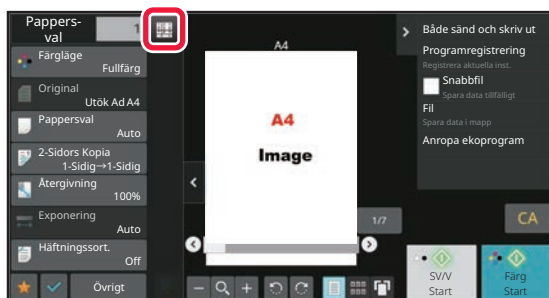 Pappers-
val
1
Färgläge
Fullfärg
Original
Utök Ad A4
Pappersval
Auto
2-Sidors Kopia
1-Sidig→1-Sidig
Återgivning
100%
Exponering
Auto
Häftningssort.
Off
Övrigt
A4
A4
Image
1/7
Både sänd och skriv ut
Programregistrering
Registrera aktuella inst.
Snabbfil
Spara data tillfälligt
Fil
Spara data i mapp
Anropa ekoprogram
CA
SV/V
Start
Färg
Start